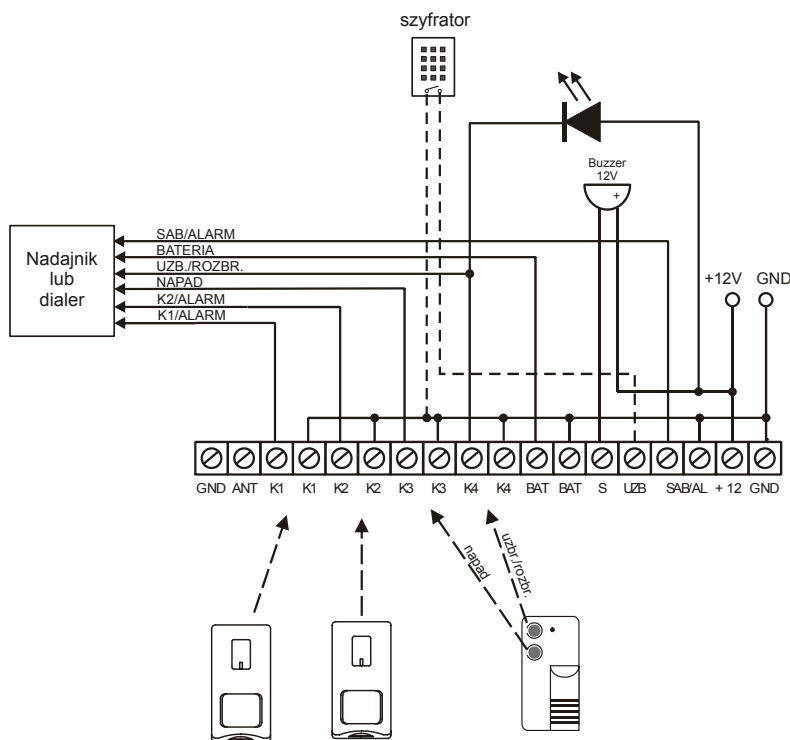 szyfrator
Buzzer
12V
+
Nadajnik
lub
dialer
SAB/ALARM
BATERIA
UZB./ROZBR.
NAPAD
K2/ALARM
K1/ALARM
+12V GND
GND ANT K1 K1 K2 K2 K3 K3 K4 K4 BAT BAT S UZB SAB/AL + 12 GND
napad
uzbr./rozbr.